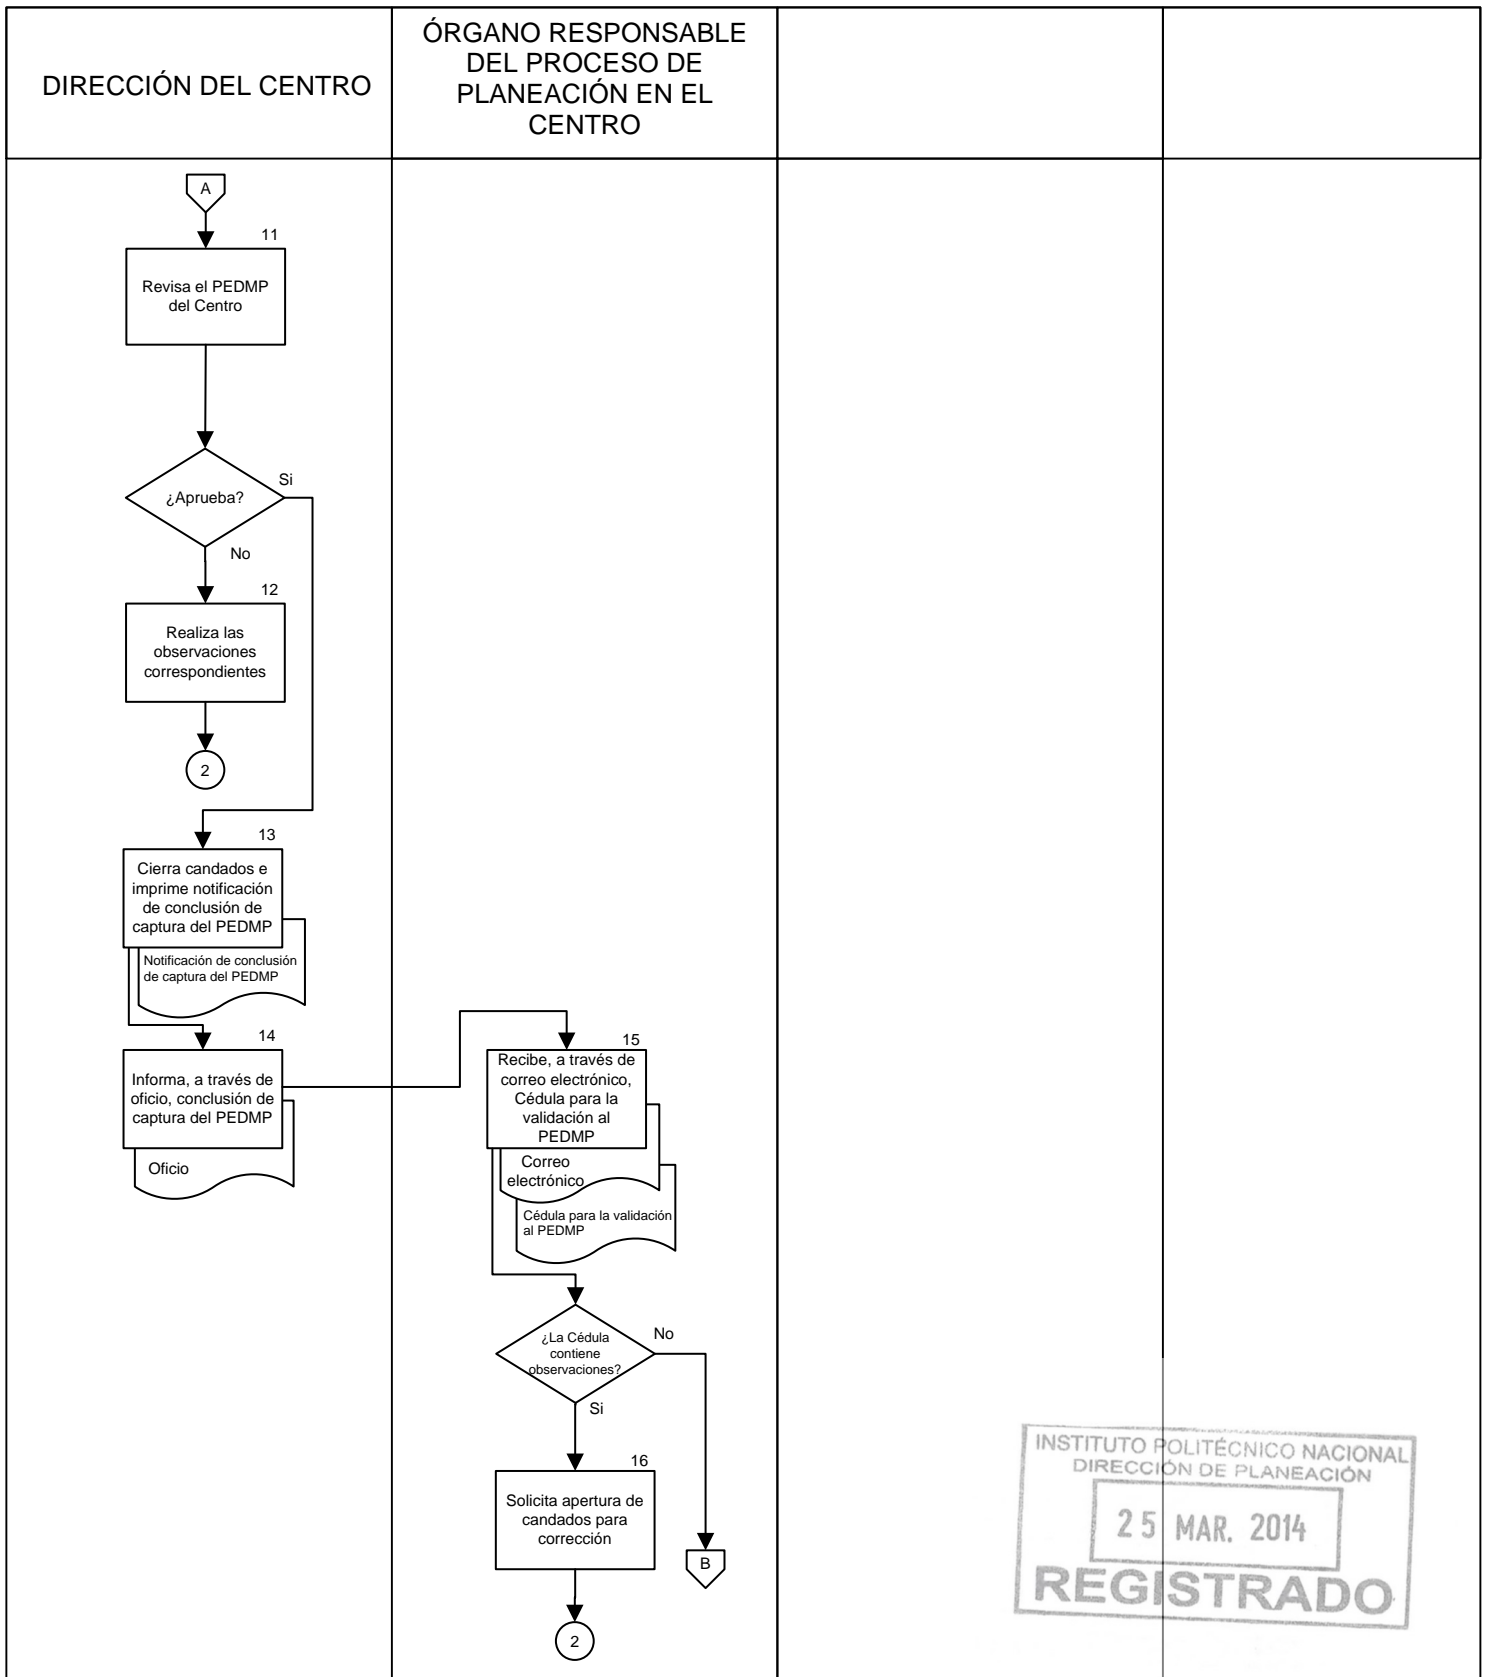 DIRECCIÓN DEL CENTRO
ÓRGANO RESPONSABLE
DEL PROCESO DE
PLANEACIÓN EN EL
CENTRO
A
11
Revisa el PEDMP
del Centro
¿Aprueba?
Si
No
12
Realiza las
observaciones
correspondientes
2
13
Cierra candados e
imprime notificación
de conclusión de
captura del PEDMP
Notificación de conclusión
de captura del PEDMP
14
Informa, a través de
oficio, conclusión de
captura del PEDMP
Oficio
15
Recibe, a través de
correo electrónico,
Cédula para la
validación al
PEDMP
Correo
electrónico
Cédula para la validación
al PEDMP
¿La Cédula
contiene
observaciones?
No
Si
16
Solicita apertura de
candados para
corrección
B
2
INSTITUTO POLITÉCNICO NACIONAL
DIRECCIÓN DE PLANEACIÓN
25 MAR. 2014
REGISTRADO